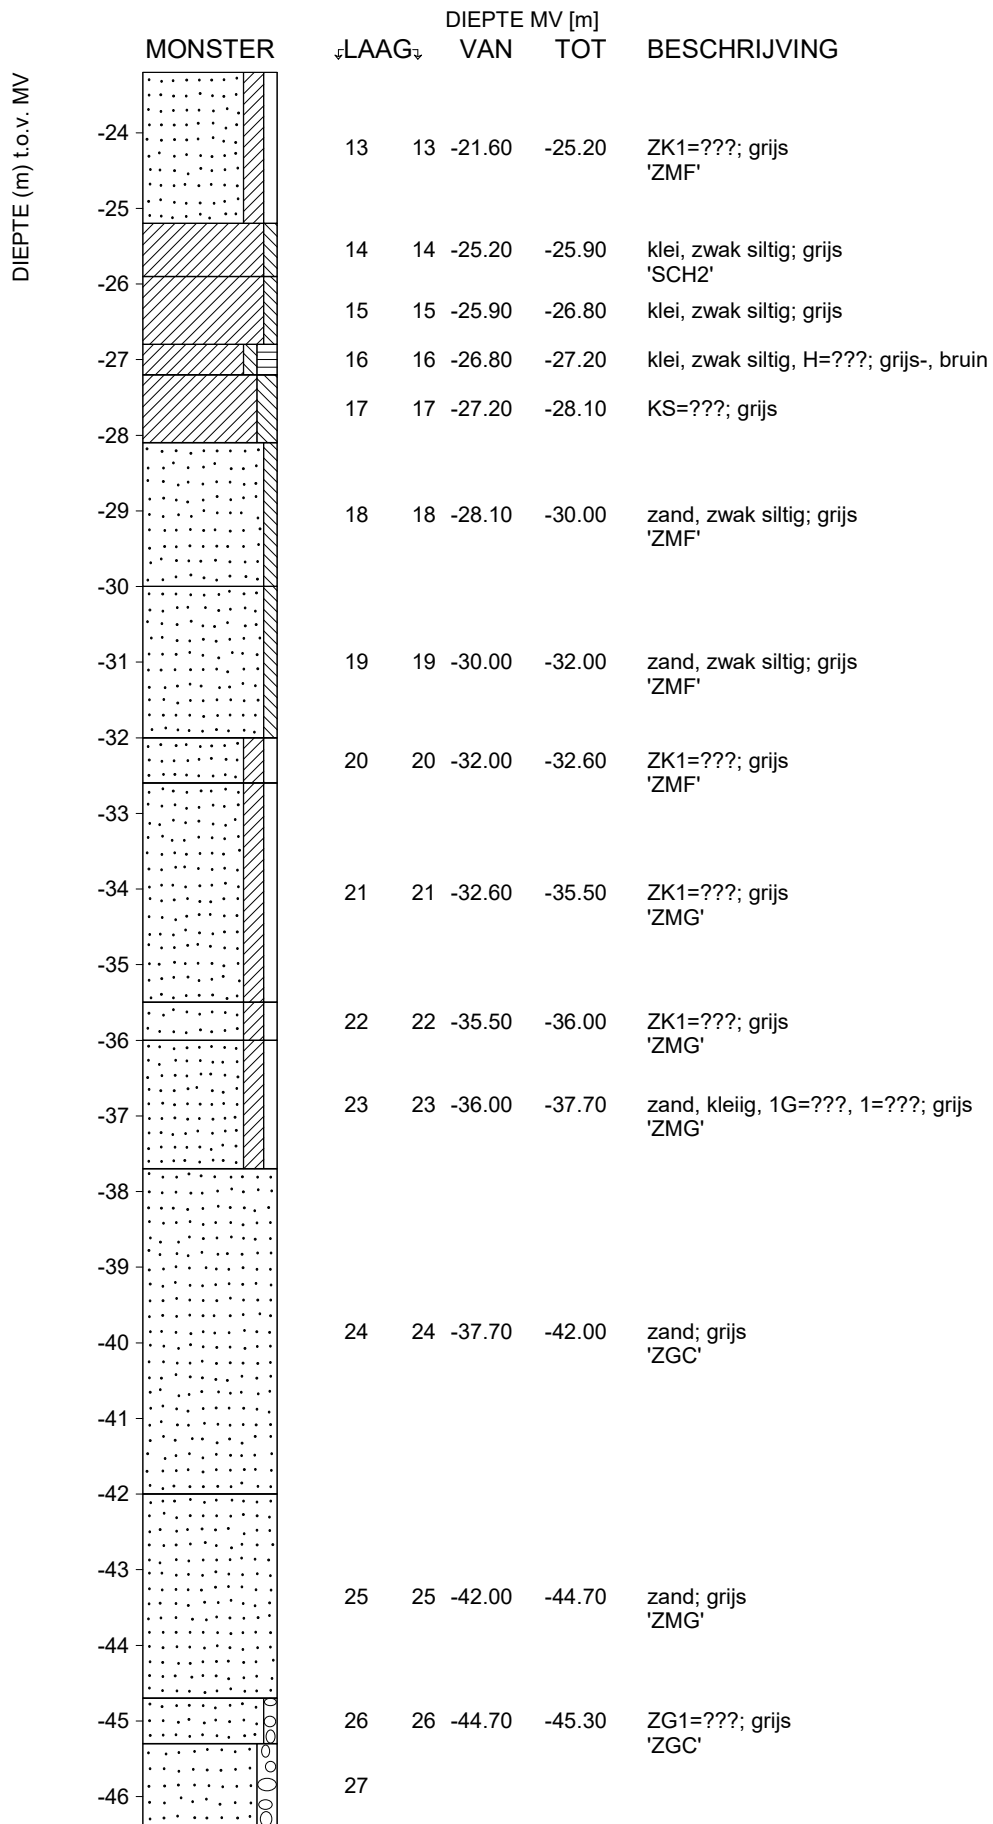 DIEPTE MV [m]
MONSTER LAAG VAN TOT BESCHRIJVING
DIEPTE (m) t.o.v. MV
-24
13 13 -21.60 -25.20 ZK1=???; grijs
'ZMF'
-25
14 14 -25.20 -25.90 klei, zwak siltig; grijs
'SCH2'
-26
15 15 -25.90 -26.80 klei, zwak siltig; grijs
-27 16 16 -26.80 -27.20 klei, zwak siltig, H=???; grijs-, bruin
17 17 -27.20 -28.10 KS=???; grijs
-28
-29 18 18 -28.10 -30.00 zand, zwak siltig; grijs
'ZMF'
-30
-31 19 19 -30.00 -32.00 zand, zwak siltig; grijs
'ZMF'
-32
20 20 -32.00 -32.60 ZK1=???; grijs
'ZMF'
-33
-34 21 21 -32.60 -35.50 ZK1=???; grijs
'ZMG'
-35
22 22 -35.50 -36.00 ZK1=???; grijs
'ZMG'
-36
23 23 -36.00 -37.70 zand, kleiig, 1G=???, 1=???; grijs
-37
'ZMG'
-38
-39
-40 24 24 -37.70 -42.00 zand; grijs
'ZGC'
-41
-42
-43
25 25 -42.00 -44.70 zand; grijs
'ZMG'
-44
-45 26 26 -44.70 -45.30 ZG1=???; grijs
'ZGC'
27
-46